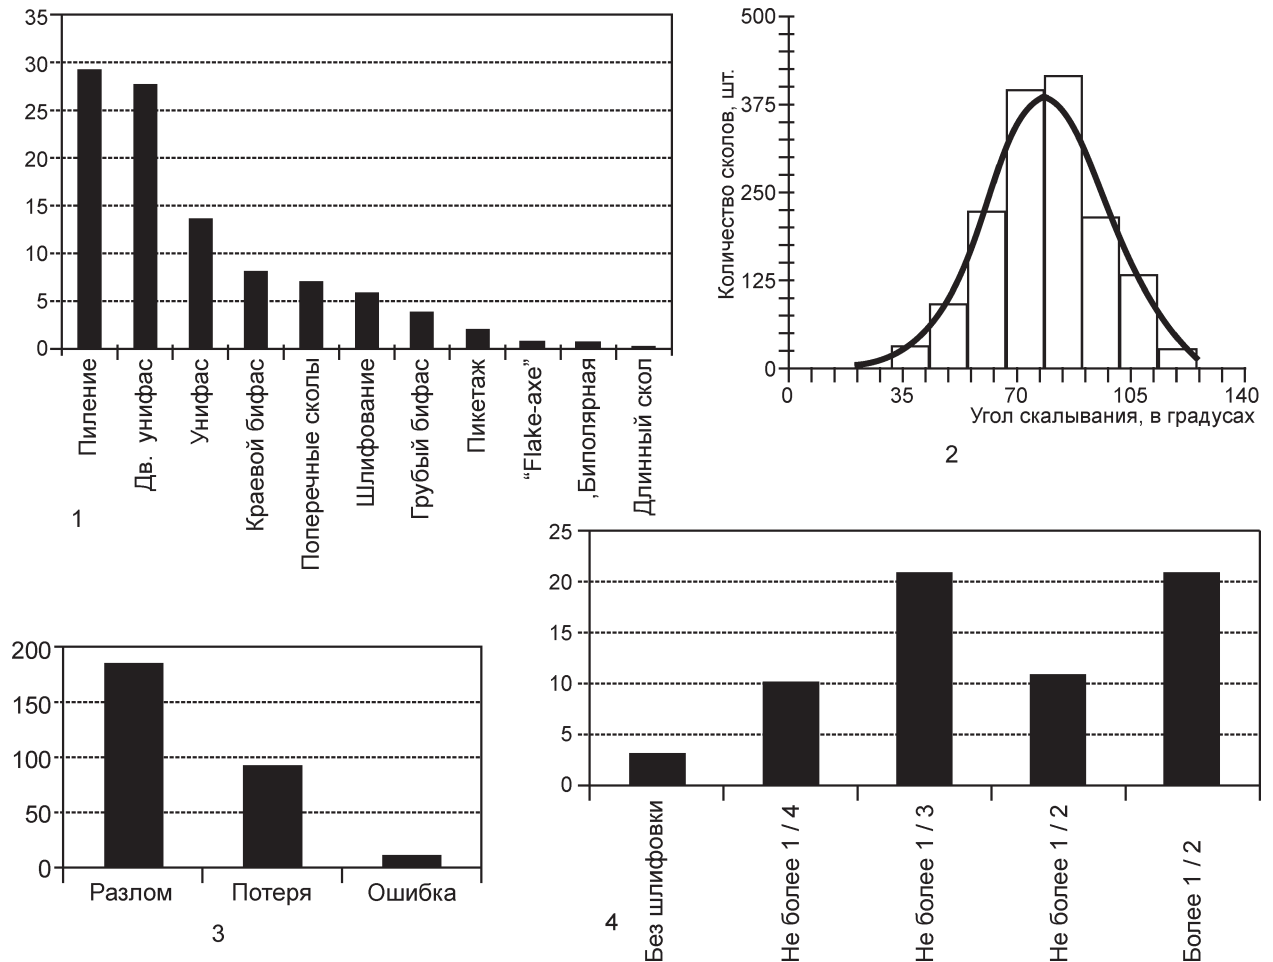 35
30
25
20
15
10
5
0
Пиление
Дв. унифас
Унифас
Краевой бифас
Поперечные сколы
Шлифование
Грубый бифас
Пикетаж
“Flake-axe”
,Биполярная
Длинный скол
1
Количество сколов, шт.
500
375
250
125
0
0 35 70 105 140
Угол скалывания, в градусах
2
200
150
100
50
0
Разлом Потеря Ошибка
3
25
20
15
10
5
0
Без шлифовки
Не более 1 / 4
Не более 1 / 3
Не более 1 / 2
Более 1 / 2
4